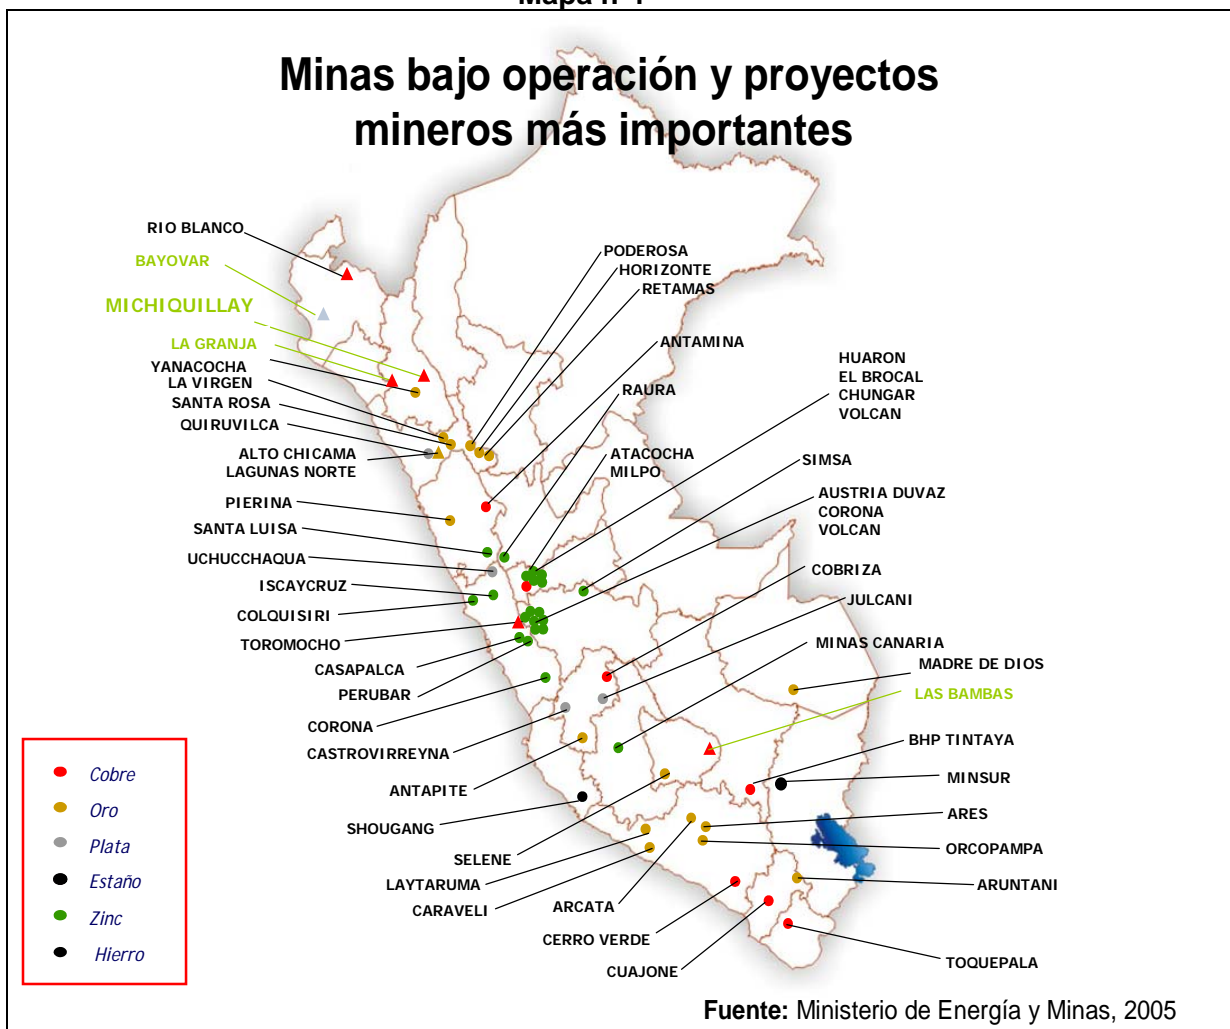 Minas bajo operación y proyectos
mineros más importantes
RIO BLANCO
BAYOVAR
MICHIQUILLAY
LA GRANJA
YANACOCHA
LA VIRGEN
SANTA ROSA
QUIRUVILCA
ALTO CHICAMA
LAGUNAS NORTE
PIERINA
SANTA LUISA
UCHUCCHAQUA
ISCAYCRUZ
COLQUISIRI
TOROMOCHO
CASAPALCA
PERUBAR
CORONA
CASTROVIRREYNA
ANTAPITE
SHOUGANG
SELENE
LAYTARUMA
CARAVELI
ARCATA
CERRO VERDE
CUAJONE
PODEROSA
HORIZONTE
RETAMAS
ANTAMINA
RAURA
ATACOCHA
MILPO
HUARON
EL BROCAL
CHUNGAR
VOLCAN
SIMSA
AUSTRIA DUVAZ
CORONA
VOLCAN
COBRIZA
JULCANI
MINAS CANARIA
MADRE DE DIOS
LAS BAMBAS
BHP TINTAYA
MINSUR
ARES
ORCOPAMPA
ARUNTANI
TOQUEPALA
Cobre
Oro
Plata
Estaño
Zinc
Hierro
Fuente: Ministerio de Energía y Minas, 2005